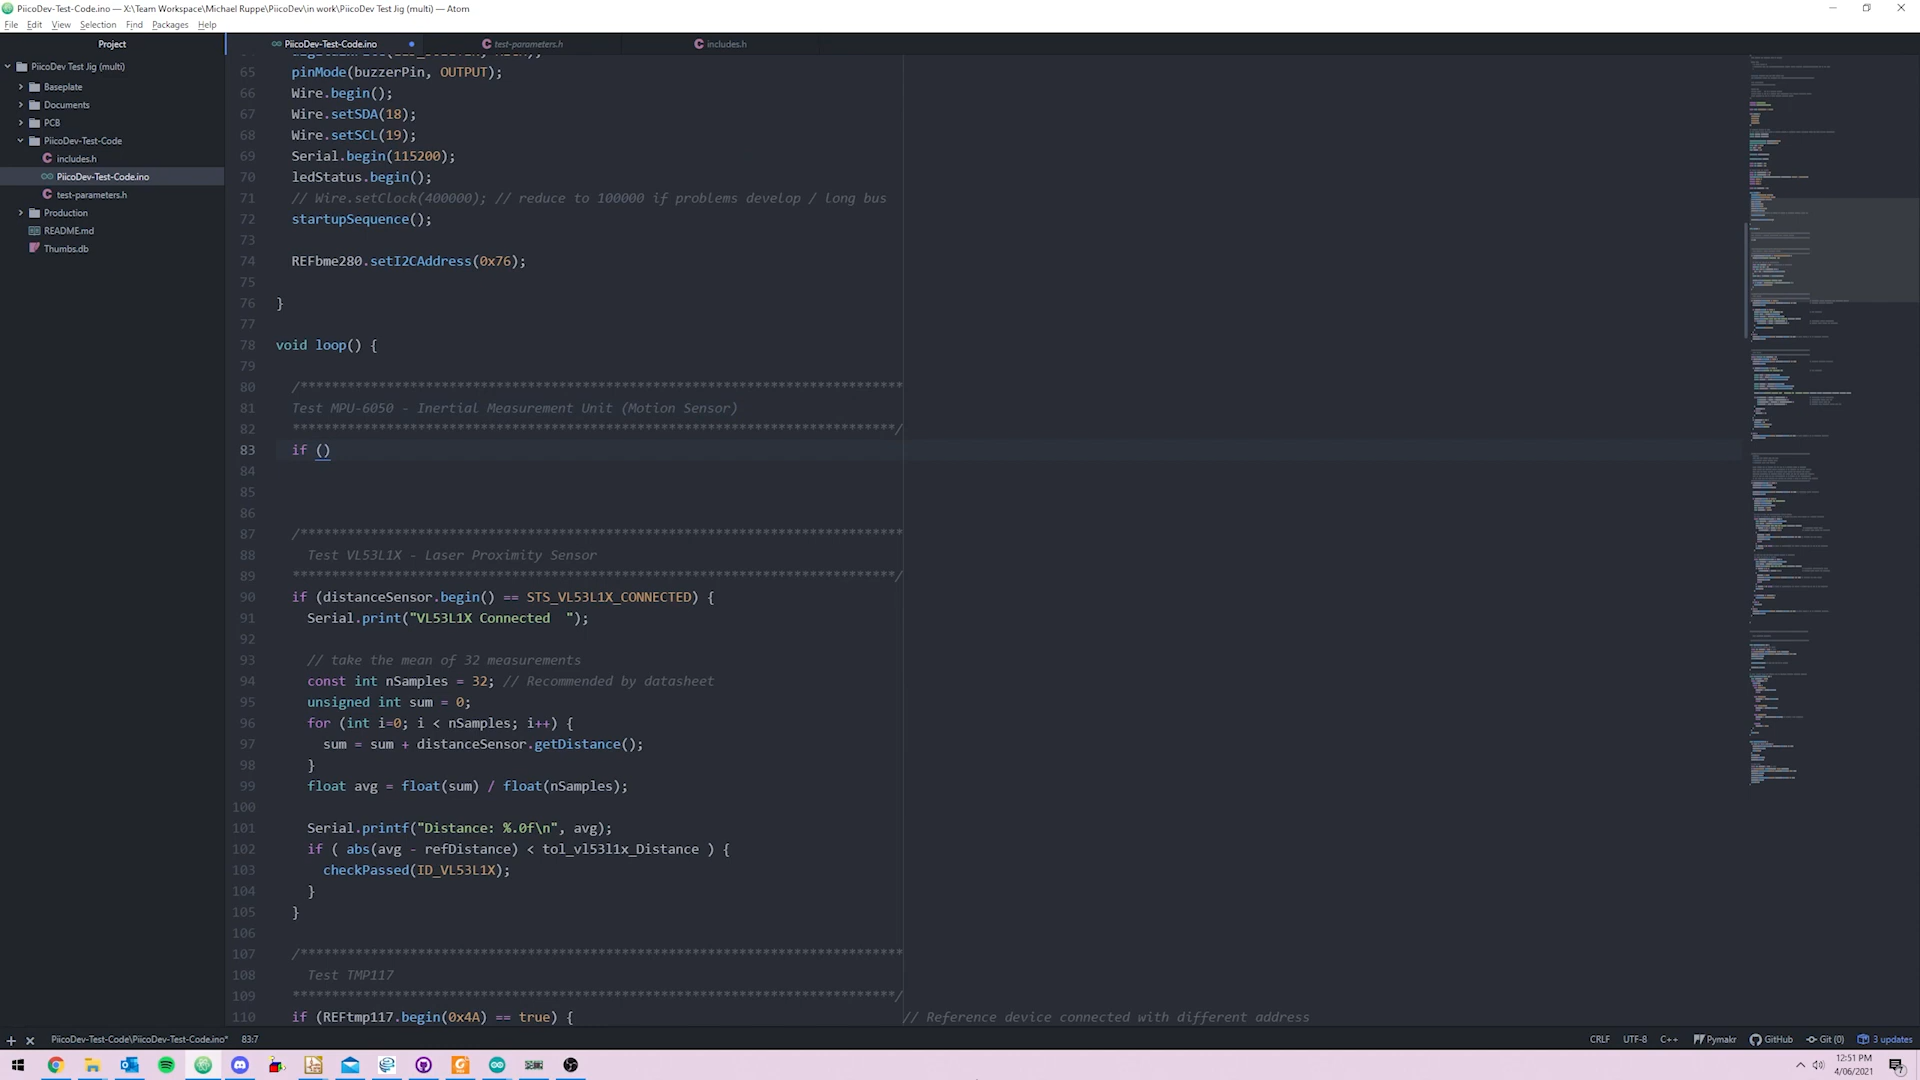 PiicoDev-Test-Code.ino — X:\Team Workspace\Michael Ruppe\PiicoDev\in work\PiicoDev Test Jig (multi) — Atom
File Edit View Selection Find Packages Help
Project
PiicoDev-Test-Code.ino
test-parameters.h
includes.h
PiicoDev Test Jig (multi)
Baseplate
Documents
PCB
PiicoDev-Test-Code
includes.h
PiicoDev-Test-Code.ino
test-parameters.h
Production
README.md
Thumbs.db
65 pinMode(buzzerPin, OUTPUT);
66 Wire.begin();
67 Wire.setSDA(18);
68 Wire.setSCL(19);
69 Serial.begin(115200);
70 ledStatus.begin();
71 // Wire.setClock(400000); // reduce to 100000 if problems develop / long bus
72 startupSequence();
73
74 REFbme280.setI2CAddress(0x76);
75
76 }
77
78 void loop() {
79
80 /******************************************************************************
81 Test MPU-6050 - Inertial Measurement Unit (Motion Sensor)
82 *****************************************************************************/
83 if ()
84
85
86
87 /******************************************************************************
88 Test VL53L1X - Laser Proximity Sensor
89 *****************************************************************************/
90 if (distanceSensor.begin() == STS_VL53L1X_CONNECTED) {
91 Serial.print("VL53L1X Connected  ");
92
93 // take the mean of 32 measurements
94 const int nSamples = 32; // Recommended by datasheet
95 unsigned int sum = 0;
96 for (int i=0; i < nSamples; i++) {
97 sum = sum + distanceSensor.getDistance();
98 }
99 float avg = float(sum) / float(nSamples);
100
101 Serial.printf("Distance: %.0f\n", avg);
102 if ( abs(avg - refDistance) < tol_vl53l1x_Distance ) {
103 checkPassed(ID_VL53L1X);
104 }
105 }
106
107 /******************************************************************************
108 Test TMP117
109 *****************************************************************************/
110 if (REFtmp117.begin(0x4A) == true) { // Reference device connected with different address
PiicoDev-Test-Code\PiicoDev-Test-Code.ino* 83:7 CRLF UTF-8 C++ Pymakr GitHub Git (0) 3 updates
12:51 PM
4/06/2021